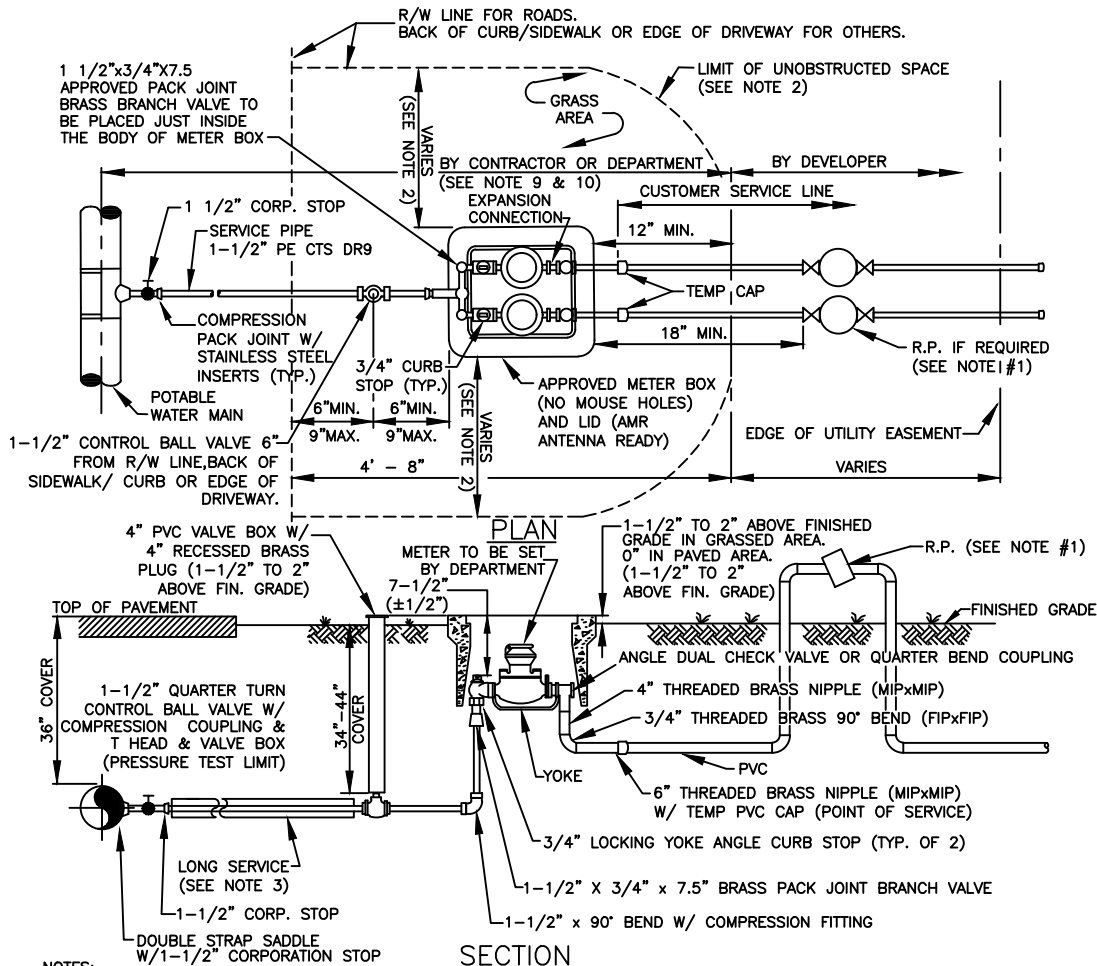 R/W LINE FOR ROADS.
BACK OF CURB/SIDEWALK OR EDGE OF DRIVEWAY FOR OTHERS.
1 1/2"x3/4"X7.5
APPROVED PACK JOINT
BRASS BRANCH VALVE TO
BE PLACED JUST INSIDE
THE BODY OF METER BOX
LIMIT OF UNOBSTRUCTED SPACE
(SEE NOTE 2)
GRASS
AREA
VARIES
(SEE NOTE 2)
BY CONTRACTOR OR DEPARTMENT
(SEE NOTE 9 & 10)
BY DEVELOPER
EXPANSION
CONNECTION
CUSTOMER SERVICE LINE
12" MIN.
1 1/2" CORP. STOP
SERVICE PIPE
1-1/2" PE CTS DR9
TEMP CAP
COMPRESSION
PACK JOINT W/
STAINLESS STEEL
INSERTS (TYP.)
3/4" CURB
STOP (TYP.)
18" MIN.
R.P. IF REQUIRED
(SEE NOTE #1)
POTABLE
WATER MAIN
6"MIN.
9"MAX.
6"MIN.
9"MAX.
VARIES
(SEE NOTE 2)
APPROVED METER BOX
(NO MOUSE HOLES)
AND LID (AMR
ANTENNA READY)
EDGE OF UTILITY EASEMENT
1-1/2" CONTROL BALL VALVE 6"
FROM R/W LINE,BACK OF
SIDEWALK/ CURB OR EDGE OF
DRIVEWAY.
4' - 8"
VARIES
PLAN
4" PVC VALVE BOX W/
4" RECESSED BRASS
PLUG (1-1/2" TO 2"
ABOVE FIN. GRADE)
METER TO BE SET
BY DEPARTMENT
7-1/2"
(±1/2")
1-1/2" TO 2" ABOVE FINISHED
GRADE IN GRASSED AREA.
0" IN PAVED AREA.
(1-1/2" TO 2"
ABOVE FIN. GRADE)
R.P. (SEE NOTE #1)
TOP OF PAVEMENT
FINISHED GRADE
36" COVER
1-1/2" QUARTER TURN
CONTROL BALL VALVE W/
COMPRESSION COUPLING &
T HEAD & VALVE BOX
(PRESSURE TEST LIMIT)
34"-44"
COVER
ANGLE DUAL CHECK VALVE OR QUARTER BEND COUPLING
4" THREADED BRASS NIPPLE (MIPxMIP)
3/4" THREADED BRASS 90° BEND (FIPxFIP)
YOKE
PVC
6" THREADED BRASS NIPPLE (MIPxMIP)
W/ TEMP PVC CAP (POINT OF SERVICE)
3/4" LOCKING YOKE ANGLE CURB STOP (TYP. OF 2)
LONG SERVICE
(SEE NOTE 3)
1-1/2" X 3/4" x 7.5" BRASS PACK JOINT BRANCH VALVE
1-1/2" CORP. STOP
1-1/2" x 90° BEND W/ COMPRESSION FITTING
DOUBLE STRAP SADDLE
W/1-1/2" CORPORATION STOP
SECTION
NOTES: